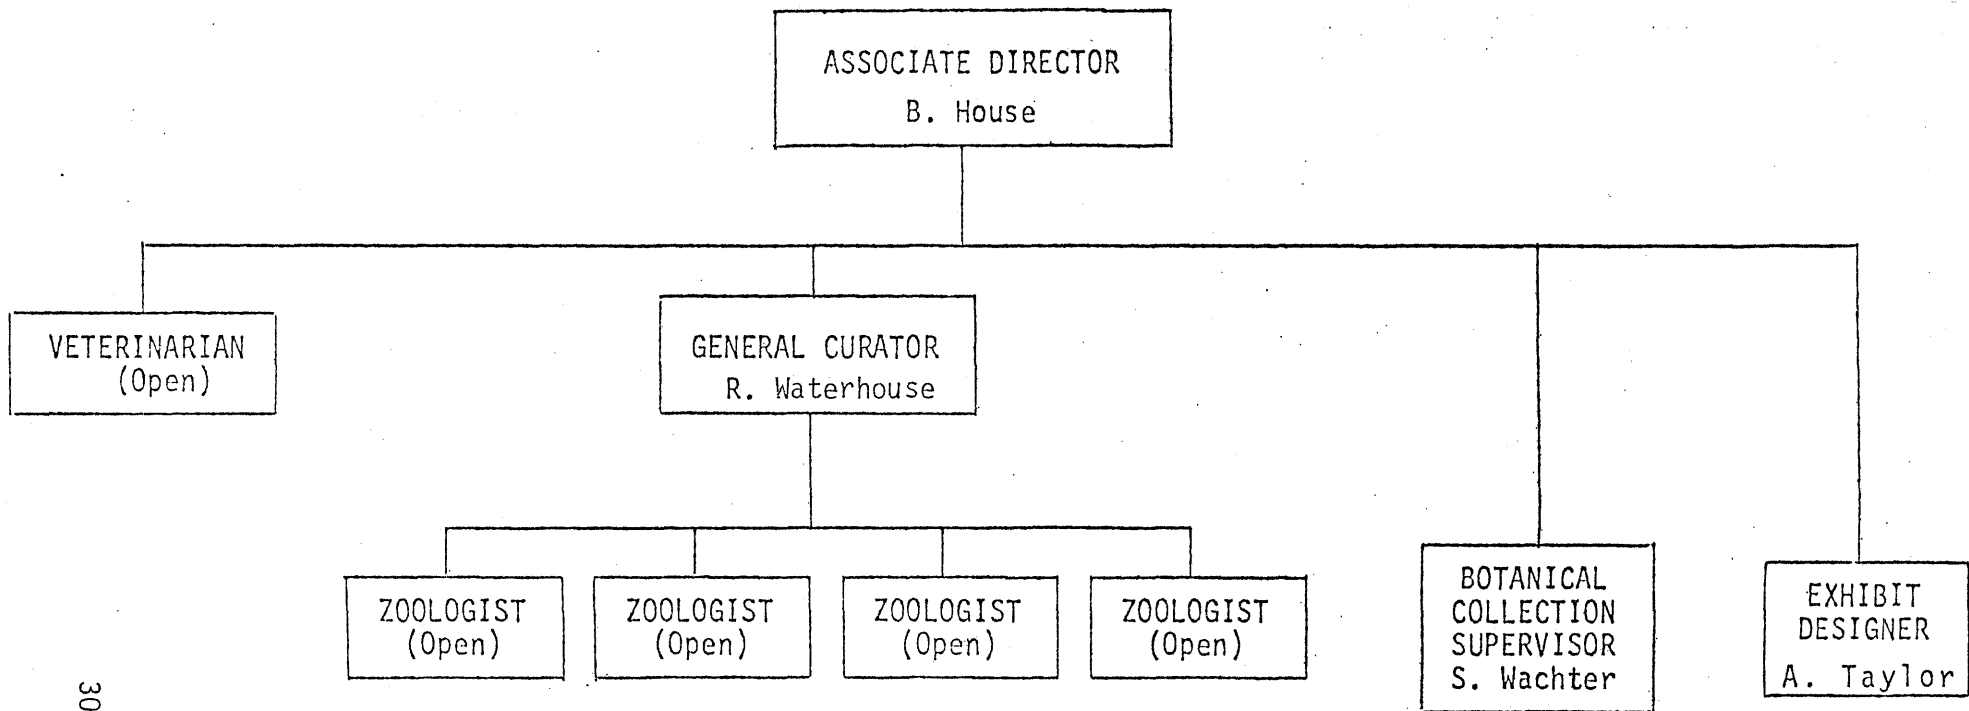 ASSOCIATE DIRECTOR
B. House
VETERINARIAN
(Open)
GENERAL CURATOR
R. Waterhouse
ZOOLOGIST
(Open)
ZOOLOGIST
(Open)
ZOOLOGIST
(Open)
ZOOLOGIST
(Open)
BOTANICAL
COLLECTION
SUPERVISOR
S. Wachter
EXHIBIT
DESIGNER
A. Taylor
30